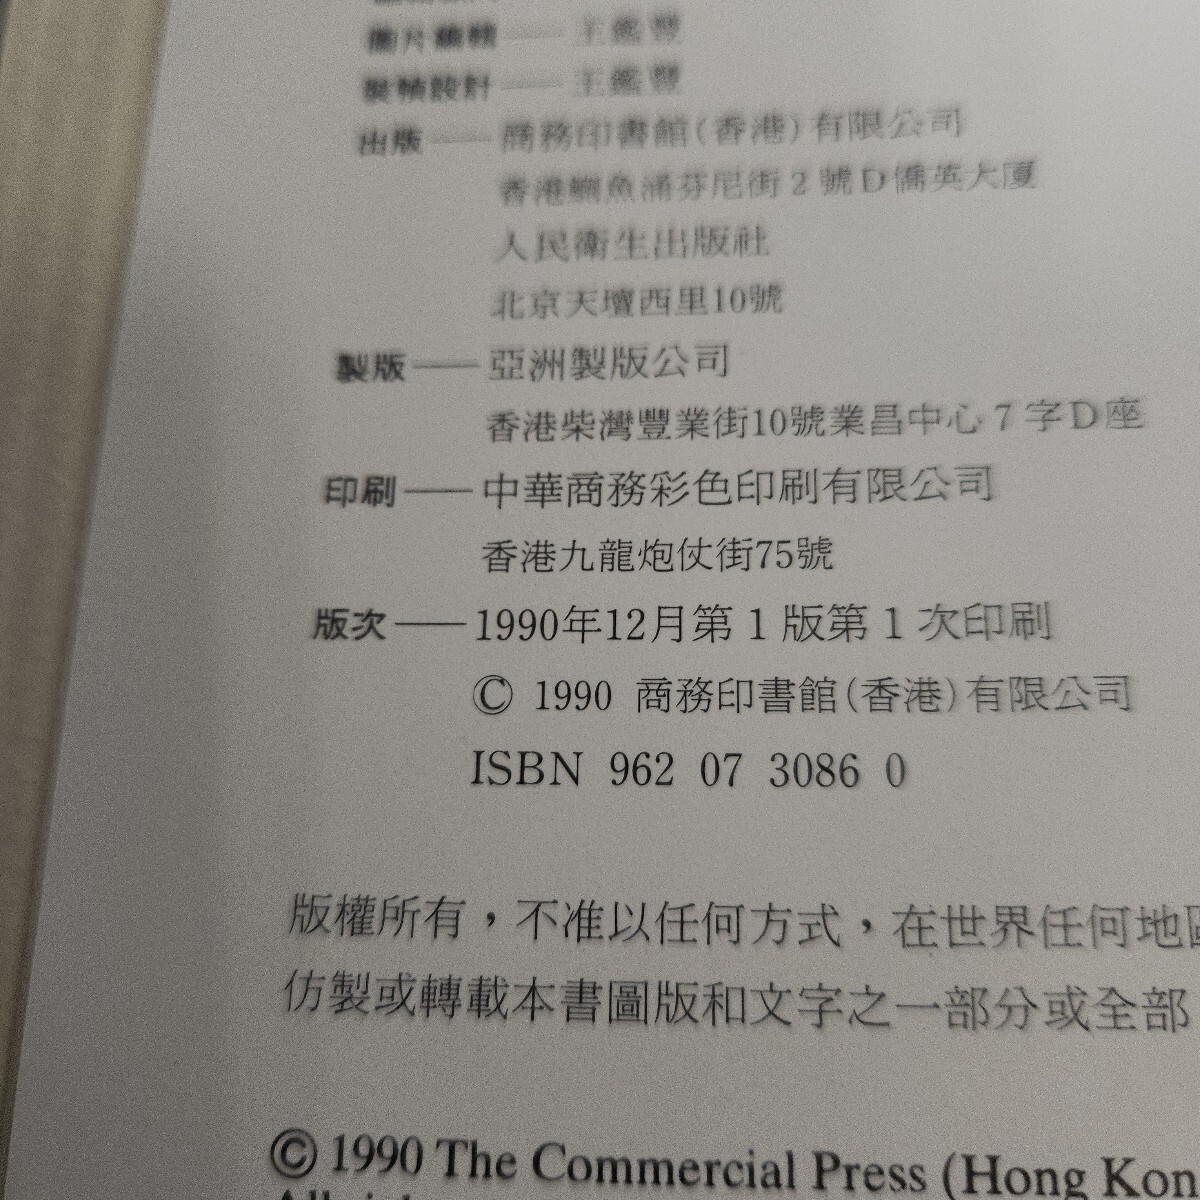 圖片編輯——王鑑豐
裝幀設計——王鑑豐
出版——商務印書館(香港)有限公司
香港鰂魚涌芬尼街2號D僑英大廈
人民衛生出版社
北京天壇西里10號
製版——亞洲製版公司
香港柴灣豐業街10號業昌中心7字D座
印刷——中華商務彩色印刷有限公司
香港九龍炮仗街75號
版次——1990年12月第1版第1次印刷
© 1990 商務印書館(香港)有限公司
ISBN 962 07 3086 0
版權所有，不准以任何方式，在世界任何地區
仿製或轉載本書圖版和文字之一部分或全部
© 1990 The Commercial Press (Hong Kon